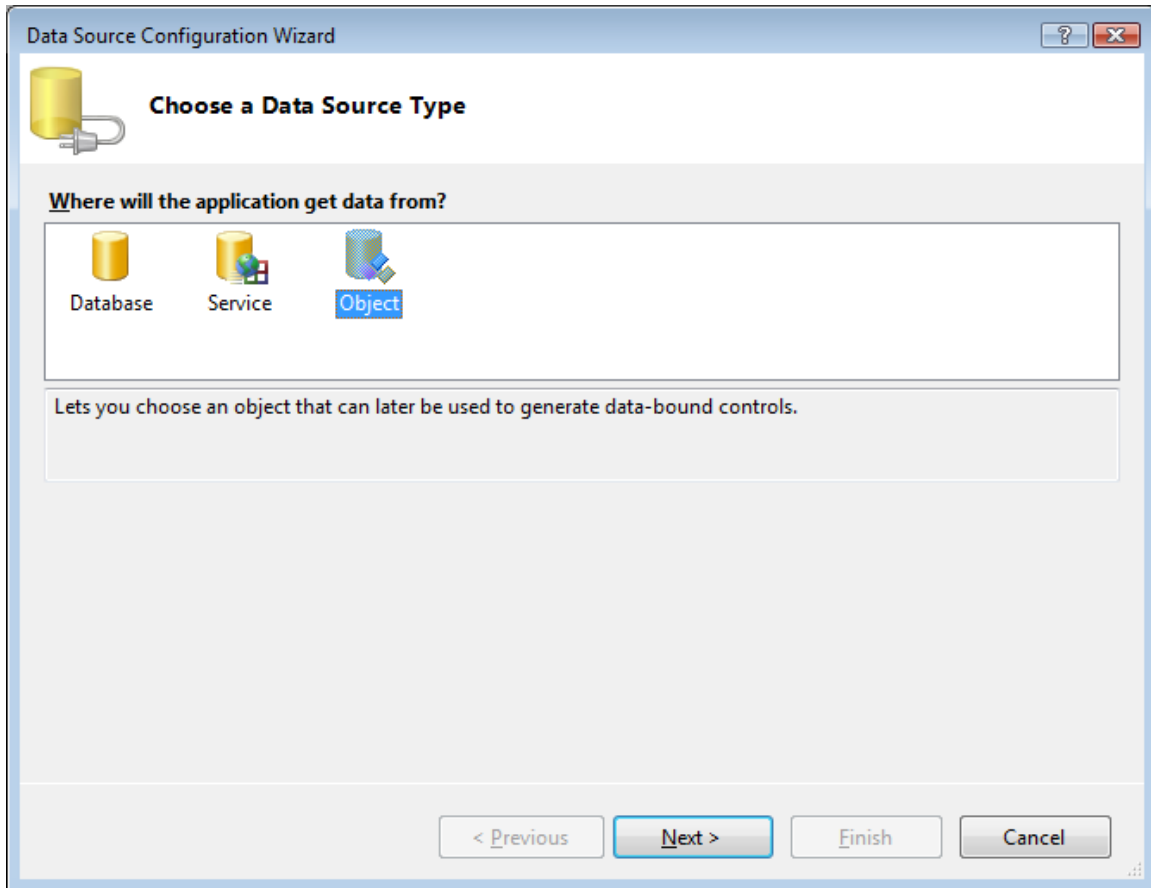 Data Source Configuration Wizard
Choose a Data Source Type
Where will the application get data from?
Database Service Object
Lets you choose an object that can later be used to generate data-bound controls.
< Previous Next > Finish Cancel